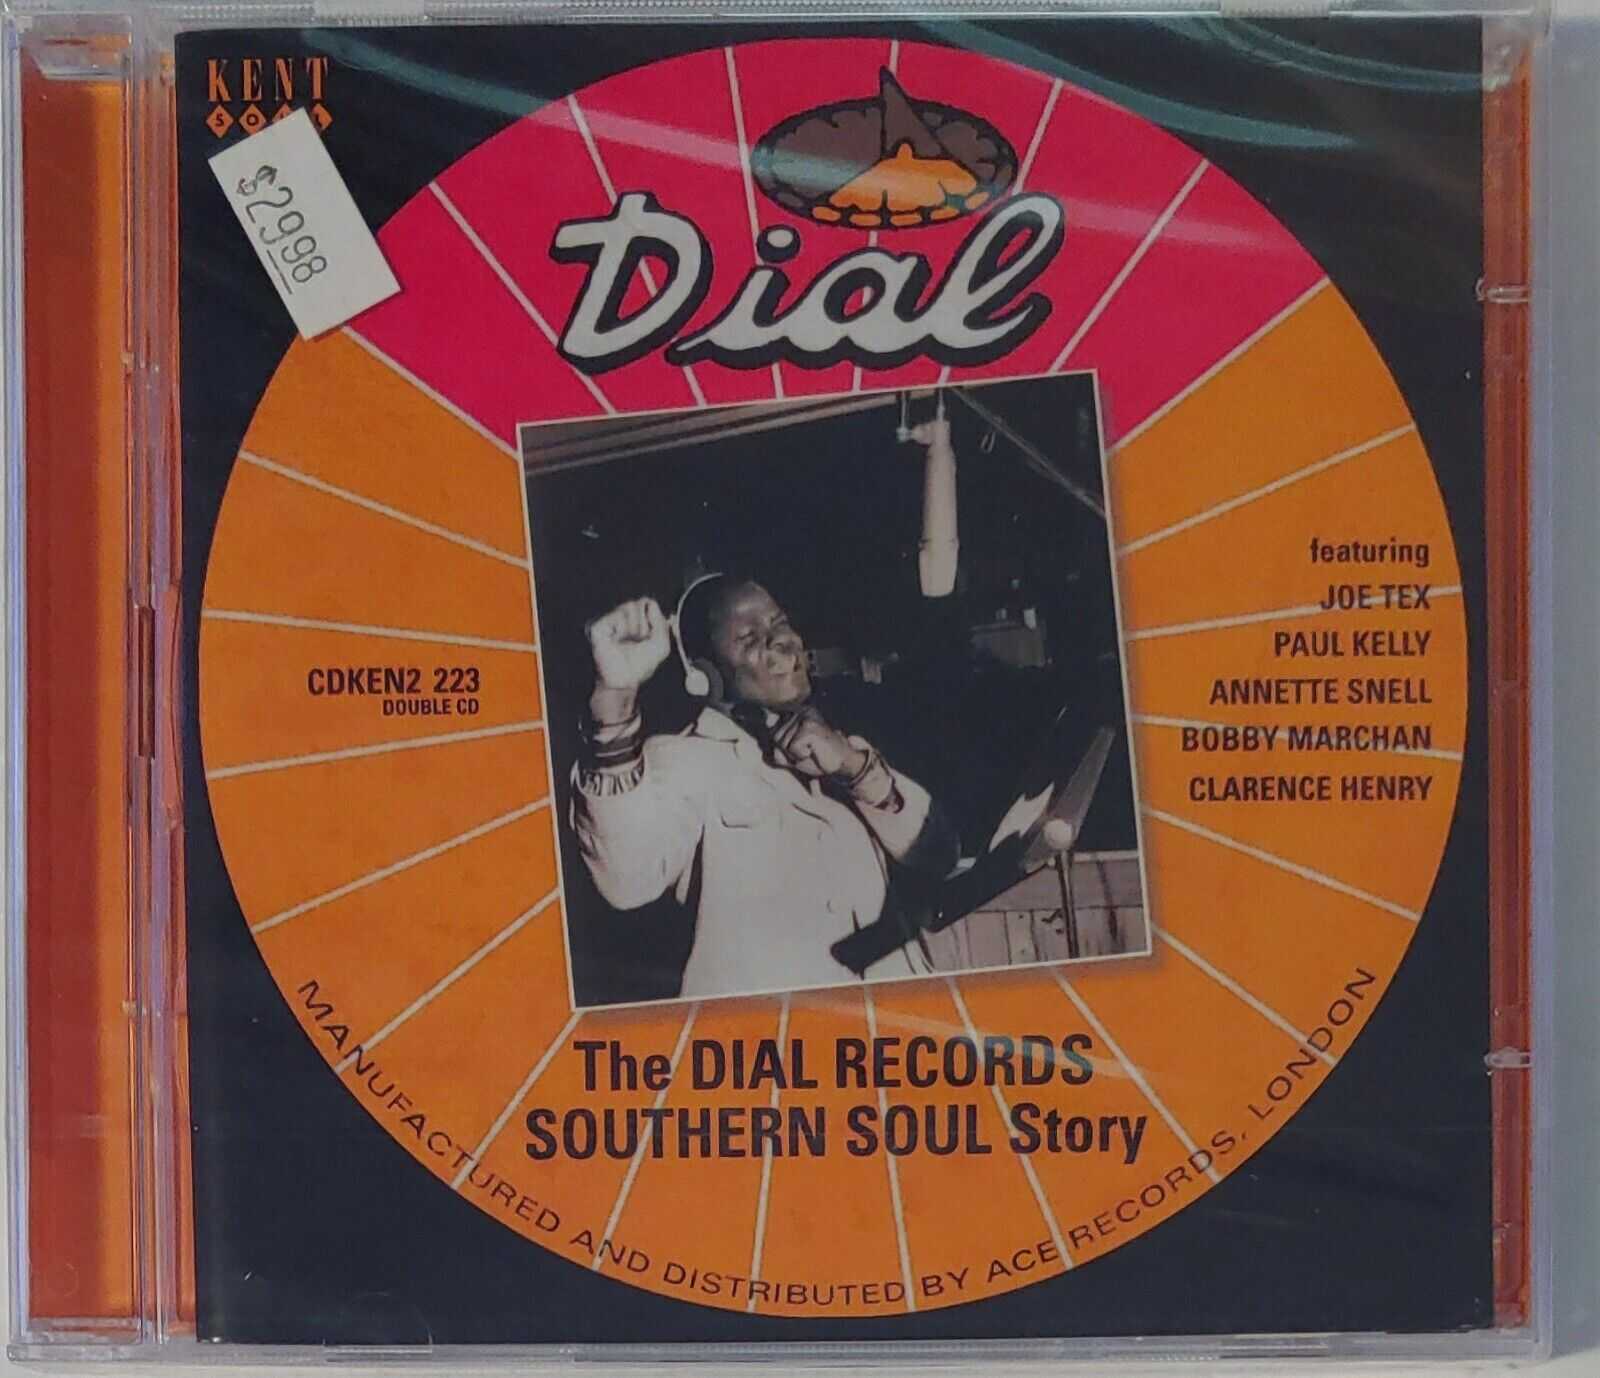 KENT
SOUL
$29.98
Dial
featuring
JOE TEX
PAUL KELLY
ANNETTE SNELL
BOBBY MARCHAN
CLARENCE HENRY
CDKEN2 223
DOUBLE CD
The DIAL RECORDS
SOUTHERN SOUL Story
MANUFACTURED AND DISTRIBUTED BY ACE RECORDS, LONDON